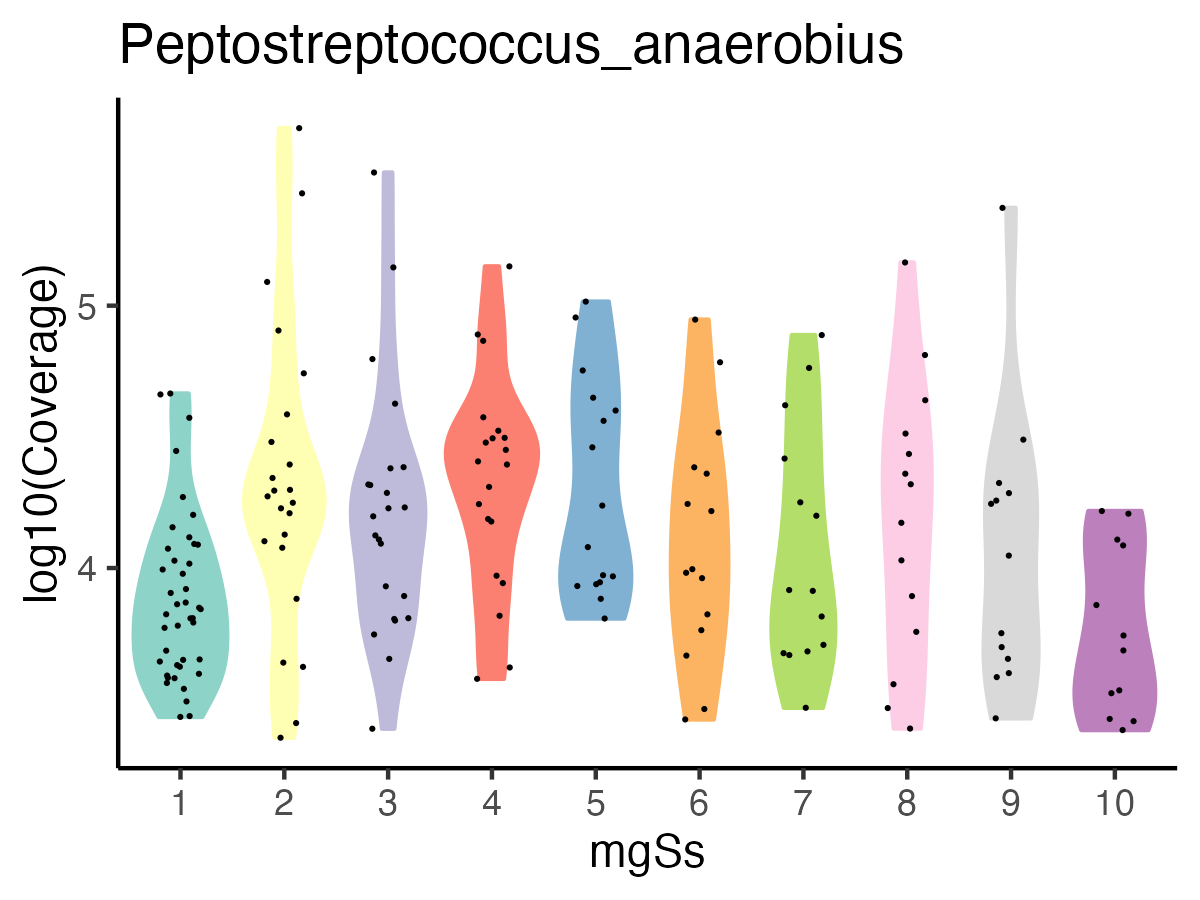 Peptostreptococcus_anaerobius
log10(Coverage)
5
4
1 2 3 4 5 6 7 8 9 10
mgSs